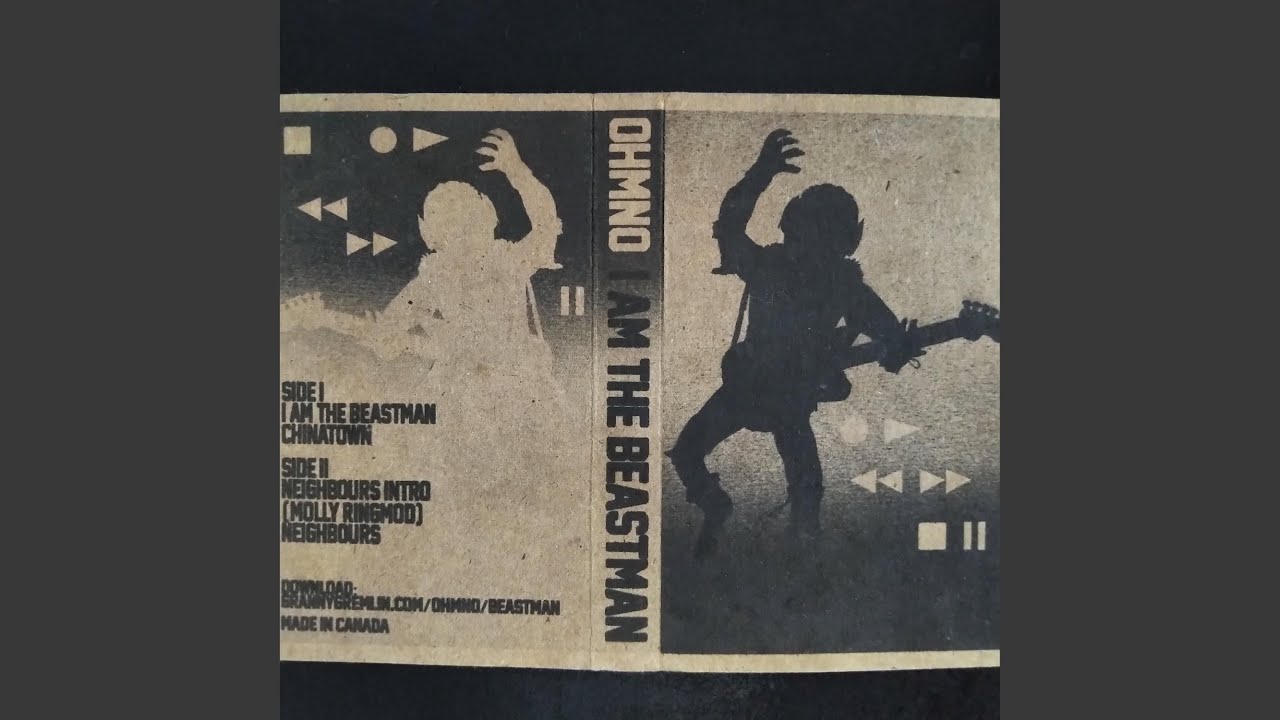 SIDE I
I AM THE BEASTMAN
CHINATOWN
SIDE II
NEIGHBOURS INTRO
(MOLLY RINGMOD)
NEIGHBOURS
DOWNLOAD:
GRANNYGREMLIN.COM/OHMNO/BEASTMAN
MADE IN CANADA
OHMNO I AM THE BEASTMAN